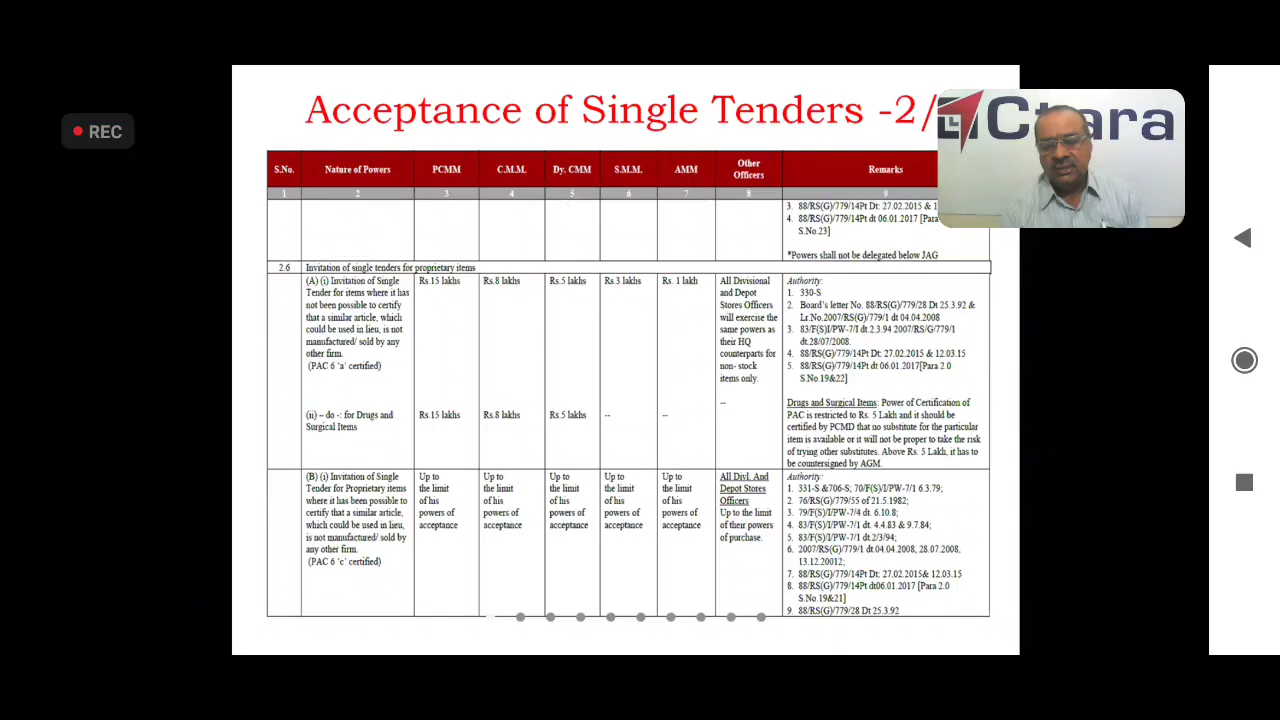 REC
Acceptance of Single Tenders -2/
S.No. Nature of Powers PCMM C.M.M. Dy. CMM S.M.M. AMM Other Officers Remarks
1 2 3 4 5 6 7 8 9
3. 88/RS(G)/779/14Pt Dt: 27.02.2015 & 1
4. 88/RS(G)/779/14Pt dt 06.01.2017 [Para
S.No.23]
*Powers shall not be delegated below JAG
2.6 Invitation of single tenders for proprietary items
(A) (i) Invitation of Single
Tender for items where it has
not been possible to certify
that a similar article, which
could be used in lieu, is not
manufactured/ sold by any
other firm.
(PAC 6 ‘a’ certified)
Rs.15 lakhs
Rs.8 lakhs
Rs.5 lakhs
Rs.3 lakhs
Rs. 1 lakh
All Divisional
and Depot
Stores Officers
will exercise the
same powers as
their HQ
counterparts for
non- stock
items only.
--
Authority:
1. 330-S
2. Board’s letter No. 88/RS(G)/779/28 Dt 25.3.92 &
Lr.No.2007/RS(G)/779/1 dt 04.04.2008
3. 83/F(S)I/PW-7/I dt.2.3.94 2007/RS/G/779/1
dt.28/07/2008.
4. 88/RS(G)/779/14Pt Dt: 27.02.2015 & 12.03.15
5. 88/RS(G)/779/14Pt dt 06.01.2017[Para 2.0
S.No.19&22]
(ii) – do -: for Drugs and
Surgical Items
Rs.15 lakhs
Rs.8 lakhs
Rs.5 lakhs
--
--
Drugs and Surgical Items: Power of Certification of
PAC is restricted to Rs. 5 Lakh and it should be
certified by PCMD that no substitute for the particular
item is available or it will not be proper to take the risk
of trying other substitutes. Above Rs. 5 Lakh, it has to
be countersigned by AGM.
(B) (i) Invitation of Single
Tender for Proprietary items
where it has been possible to
certify that a similar article,
which could be used in lieu,
is not manufactured/ sold by
any other firm.
(PAC 6 ‘c’ certified)
Up to
the limit
of his
powers of
acceptance
Up to
the limit
of his
powers of
acceptance
Up to
the limit
of his
powers of
acceptance
Up to
the limit
of his
powers of
acceptance
Up to
the limit
of his
powers of
acceptance
All Divl. And
Depot Stores
Officers
Up to the limit
of their powers
of purchase.
Authority:
1. 331-S &706-S; 70/F(S)/I/PW-7/1 6.3.79;
2. 76/RS(G)/779/55 of 21.5.1982;
3. 79/F(S)I/PW-7/4 dt. 6.10.8;
4. 83/F(S)I/PW-7/1 dt. 4.4.83 & 9.7.84;
5. 83/F(S)I/PW-7/1 dt.2/3/94;
6. 2007/RS(G)/779/1 dt.04.04.2008, 28.07.2008,
13.12.20012;
7. 88/RS(G)/779/14Pt Dt: 27.02.2015& 12.03.15
8. 88/RS(G)/779/14Pt dt06.01.2017 [Para 2.0
S.No.19&21]
9. 88/RS(G)/779/28 Dt 25.3.92